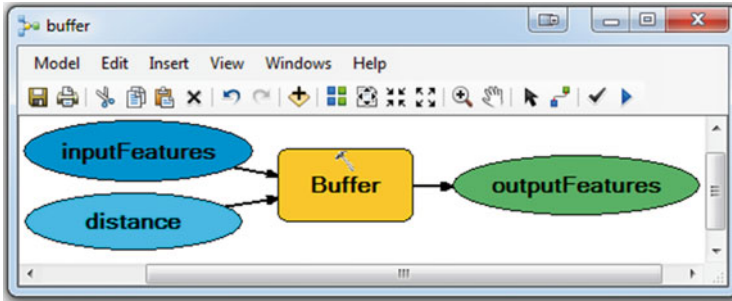 buffer
Model Edit Insert View Windows Help
inputFeatures
distance
Buffer
outputFeatures